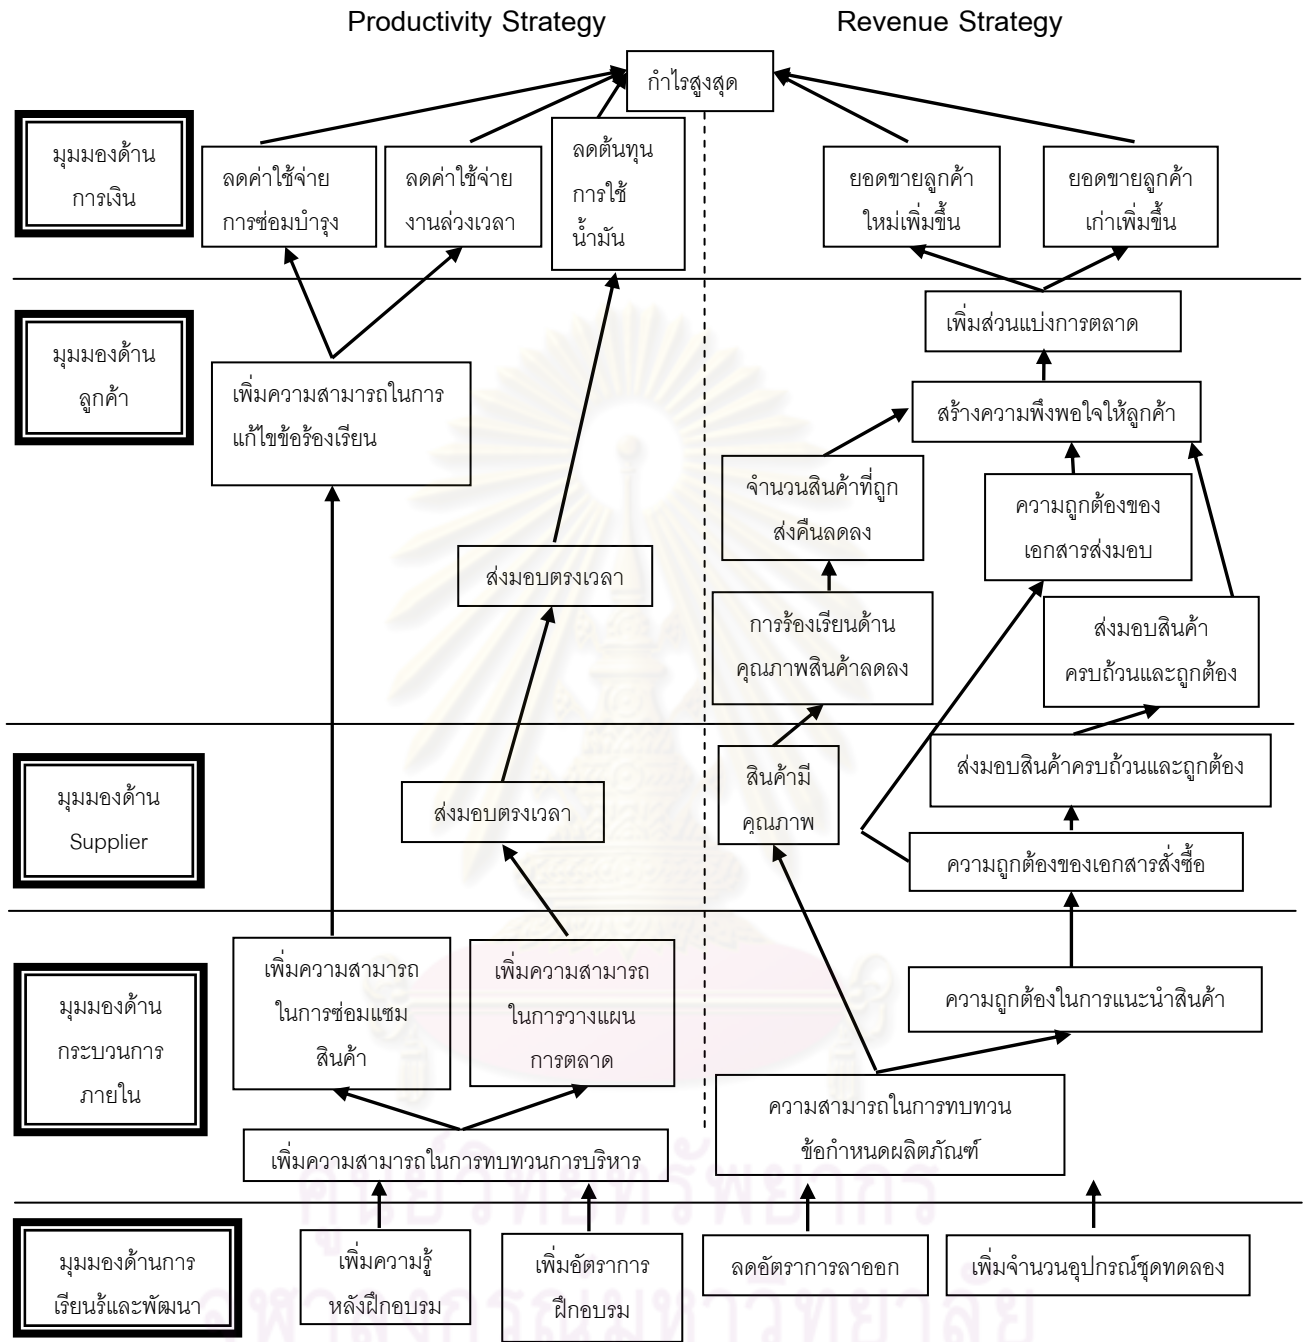 Productivity Strategy
Revenue Strategy
กำไรสูงสุด
มุมมองด้าน
การเงิน
ลดค่าใช้จ่าย
การซ่อมบำรุง
ลดค่าใช้จ่าย
งานล่วงเวลา
ลดต้นทุน
การใช้
น้ำมัน
ยอดขายลูกค้า
ใหม่เพิ่มขึ้น
ยอดขายลูกค้า
เก่าเพิ่มขึ้น
มุมมองด้าน
ลูกค้า
เพิ่มส่วนแบ่งการตลาด
เพิ่มความสามารถในการ
แก้ไขข้อร้องเรียน
สร้างความพึงพอใจให้ลูกค้า
จำนวนสินค้าที่ถูก
ส่งคืนลดลง
ความถูกต้องของ
เอกสารส่งมอบ
ส่งมอบตรงเวลา
การร้องเรียนด้าน
คุณภาพสินค้าลดลง
ส่งมอบสินค้า
ครบถ้วนและถูกต้อง
มุมมองด้าน
Supplier
ส่งมอบตรงเวลา
สินค้ามี
คุณภาพ
ส่งมอบสินค้าครบถ้วนและถูกต้อง
ความถูกต้องของเอกสารสั่งซื้อ
มุมมองด้าน
กระบวนการ
ภายใน
เพิ่มความสามารถ
ในการซ่อมแซม
สินค้า
เพิ่มความสามารถ
ในการวางแผน
การตลาด
ความถูกต้องในการแนะนำสินค้า
ความสามารถในการทบทวน
ข้อกำหนดผลิตภัณฑ์
เพิ่มความสามารถในการทบทวนการบริหาร
ศูนย์วิทยทรัพยากร
มุมมองด้านการ
เรียนรู้และพัฒนา
เพิ่มความรู้
หลังฝึกอบรม
เพิ่มอัตราการ
ฝึกอบรม
ลดอัตราการลาออก
เพิ่มจำนวนอุปกรณ์ชุดทดลอง
จุฬาลงกรณ์มหาวิทยาลัย